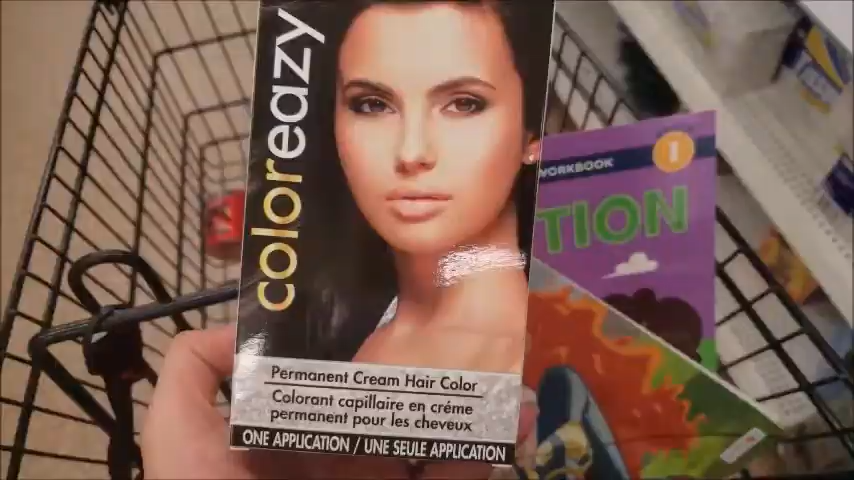 coloreazy
Permanent Cream Hair Color
Colorant capillaire en créme
permanent pour les cheveux
ONE APPLICATION / UNE SEULE APPLICATION
WORKBOOK
1
TION